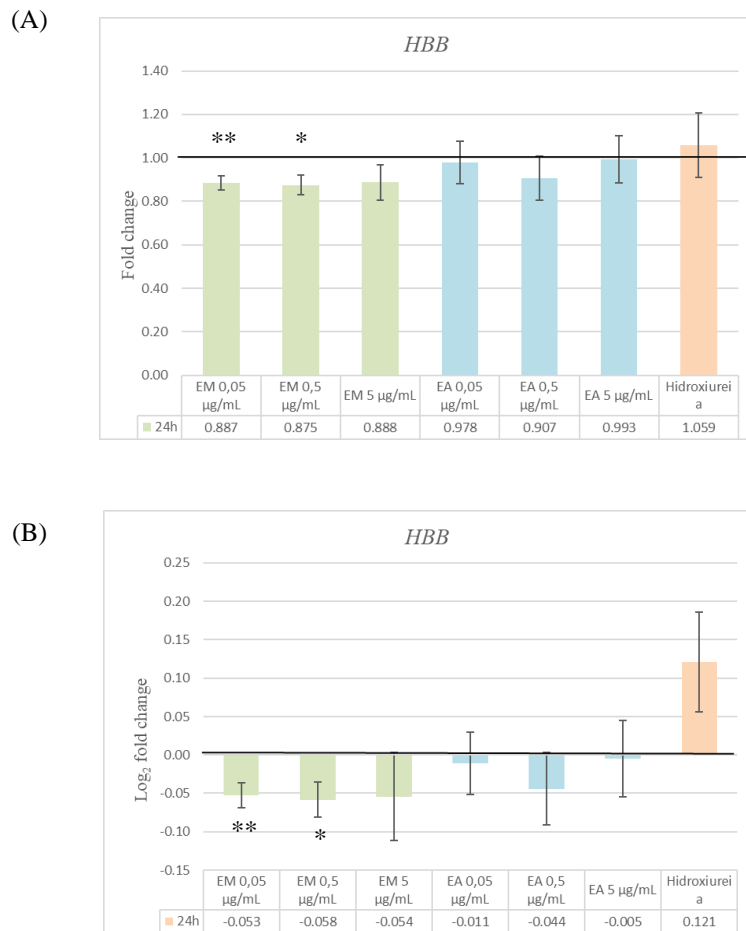 (A)
HBB
1.40
1.20
1.00
0.80
0.60
0.40
0.20
0.00
Fold change
**
*
EM 0,05 µg/mL
EM 0,5 µg/mL
EM 5 µg/mL
EA 0,05 µg/mL
EA 0,5 µg/mL
EA 5 µg/mL
Hidroxiurei
a
24h 0.887 0.875 0.888 0.978 0.907 0.993 1.059
(B)
HBB
0.25
0.20
0.15
0.10
0.05
0.00
-0.05
-0.10
-0.15
Log₂ fold change
**
*
EM 0,05 µg/mL
EM 0,5 µg/mL
EM 5 µg/mL
EA 0,05 µg/mL
EA 0,5 µg/mL
EA 5 µg/mL
Hidroxiurei
a
24h -0.053 -0.058 -0.054 -0.011 -0.044 -0.005 0.121